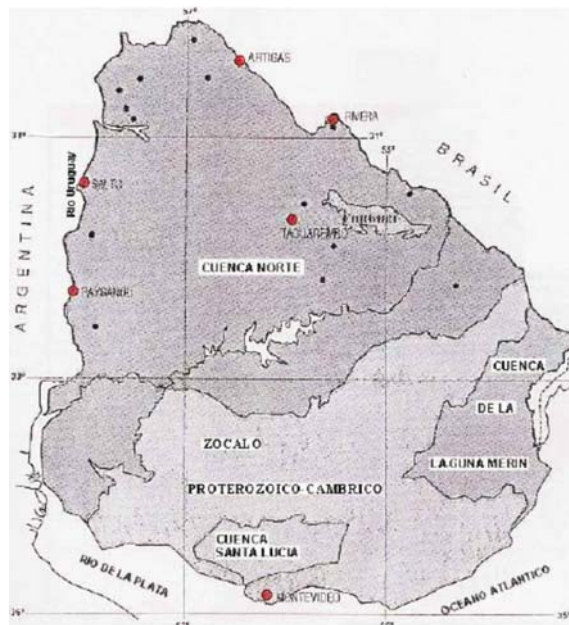 ARTIGAS
RIVERA
ARGENTINA
BRASIL
Río Uruguay
SALTO
TACUAREMBO
CUENCA NORTE
PAYSANDU
CUENCA
DE LA
LAGUNA MERIN
ZOCALO
PROTEROZOICO-CAMBRICO
CUENCA
SANTA LUCIA
RIO DE LA PLATA
MONTEVIDEO
OCEANO ATLANTICO